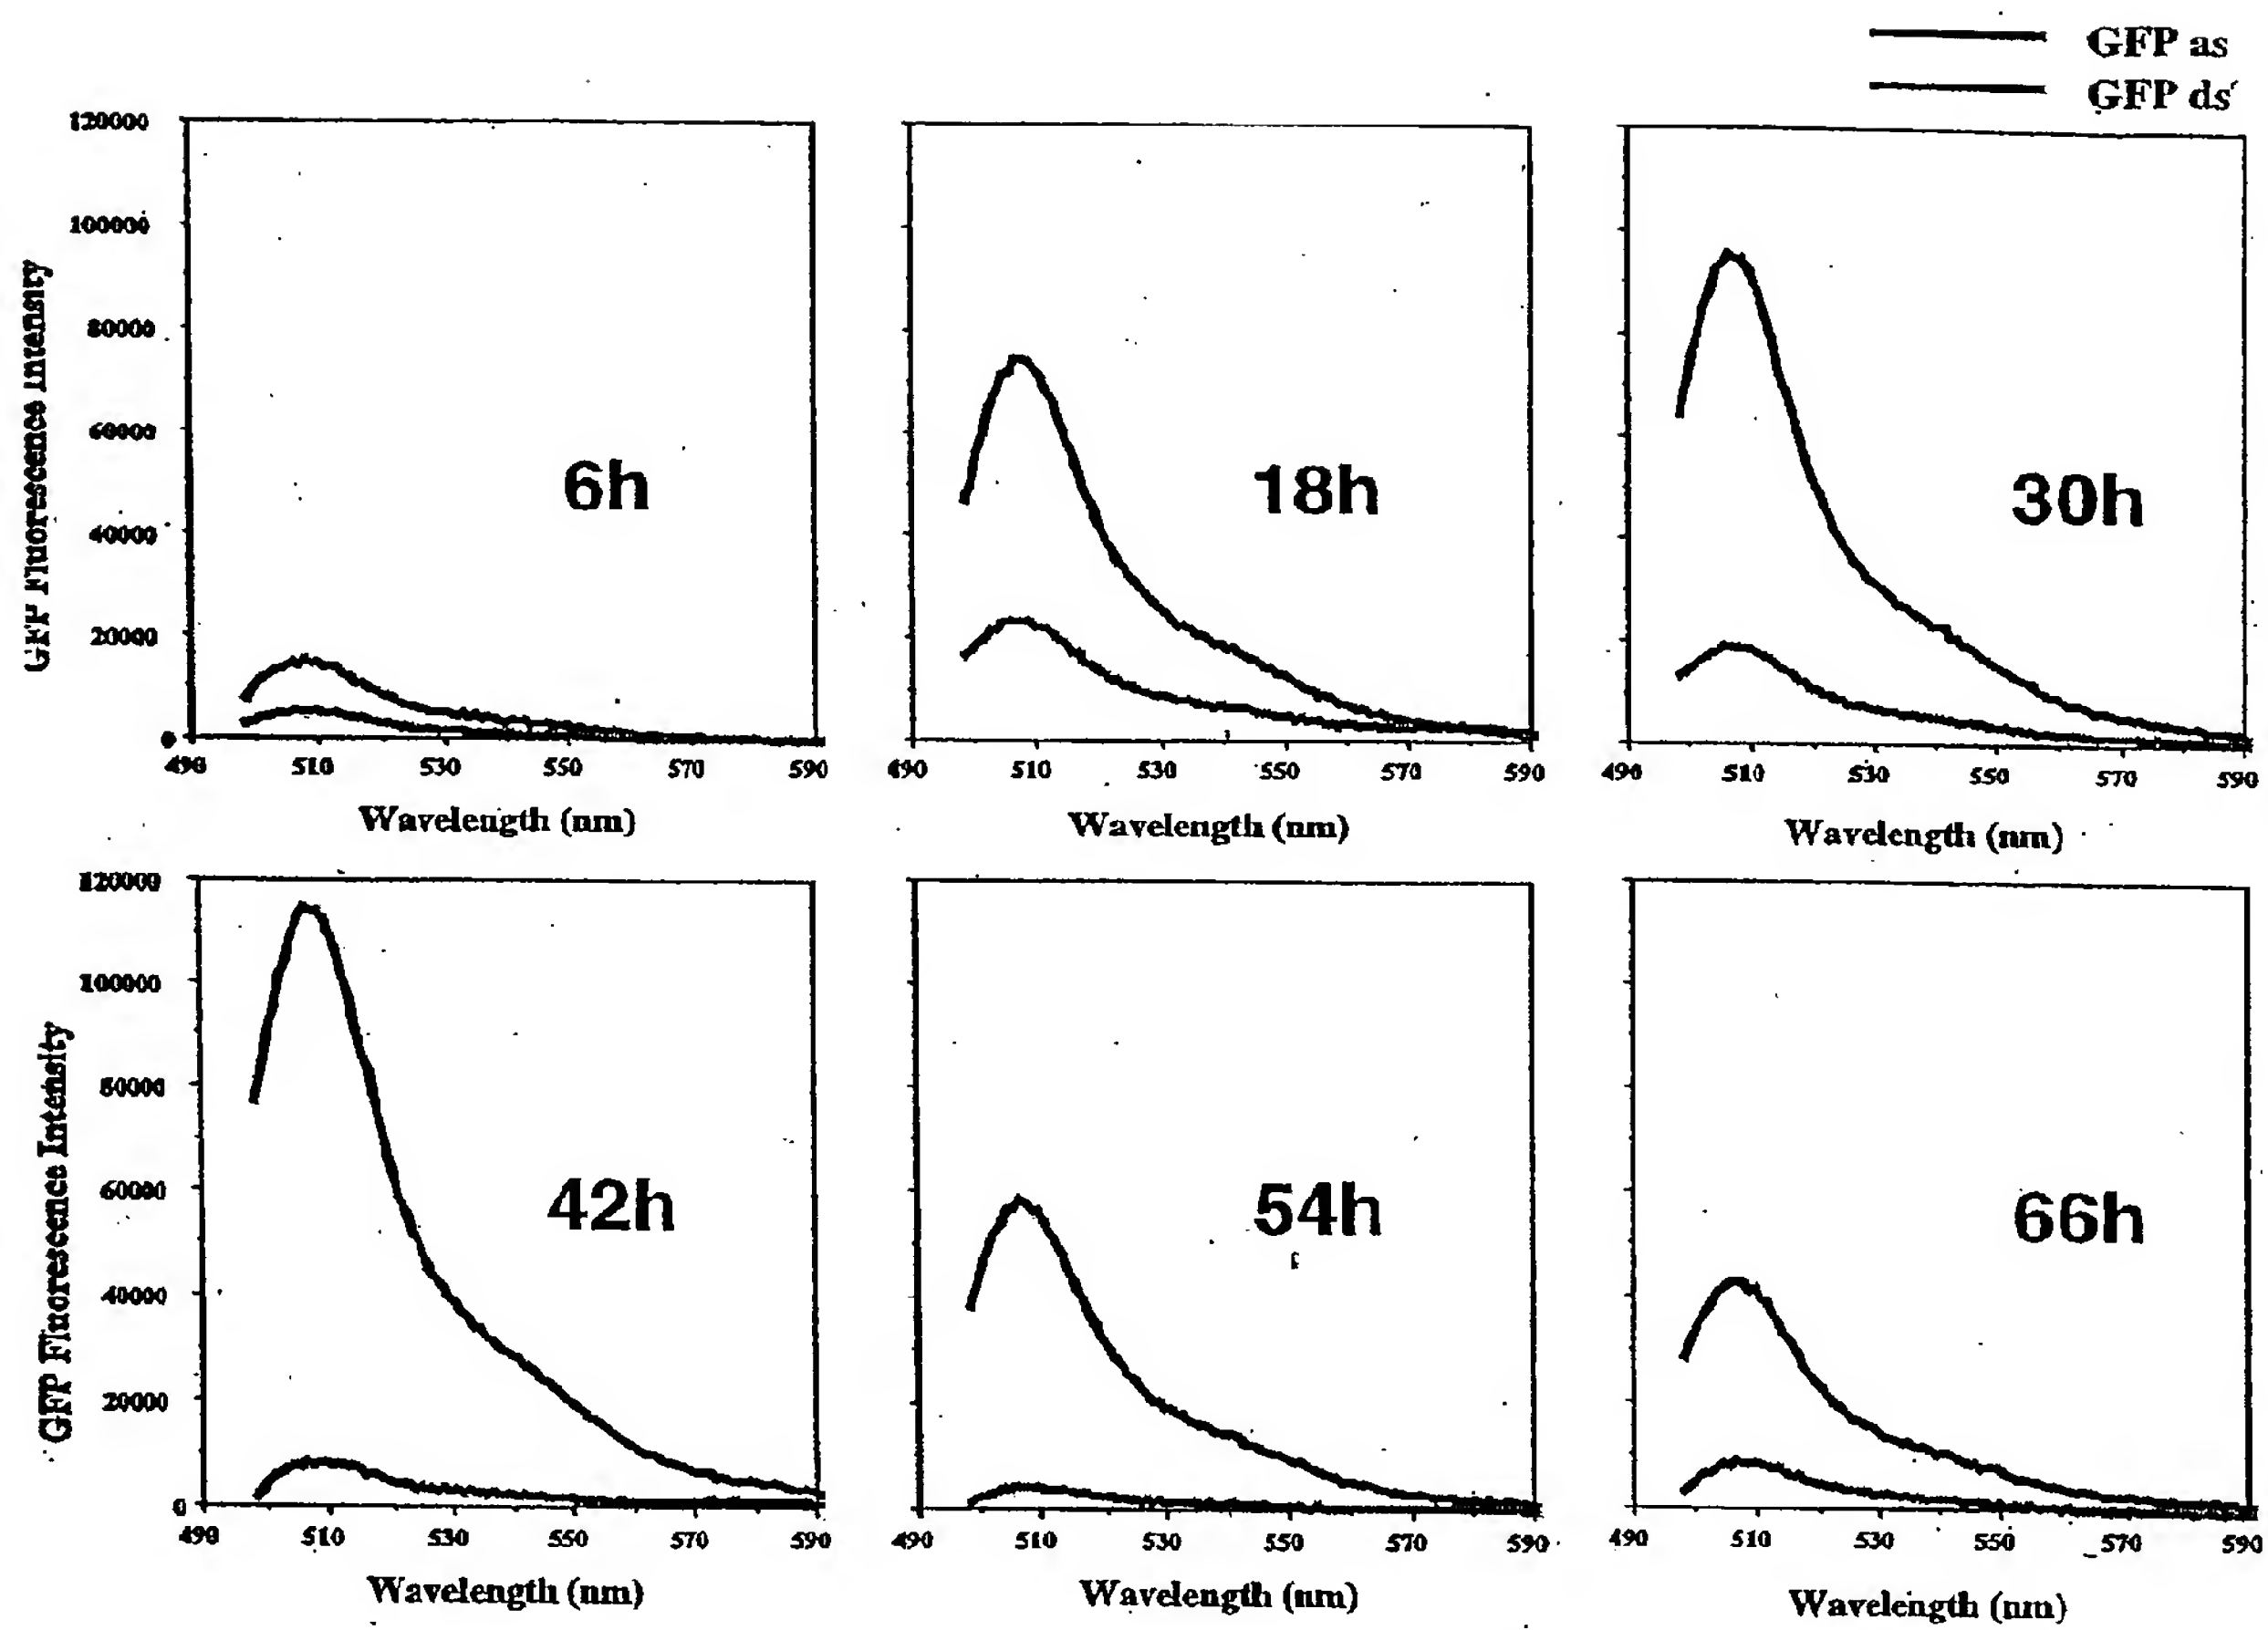 GFP as
GFP ds
120000
100000
80000
60000
40000
20000
0
GFP Fluorescence Intensity
6h
18h
30h
490 510 530 550 570 590
490 510 530 550 570 590
490 510 530 550 570 590
Wavelength (nm)
Wavelength (nm)
Wavelength (nm)
120000
100000
80000
60000
40000
20000
0
GFP Fluorescence Intensity
42h
54h
66h
490 510 530 550 570 590
490 510 530 550 570 590
490 510 530 550 570 590
Wavelength (nm)
Wavelength (nm)
Wavelength (nm)